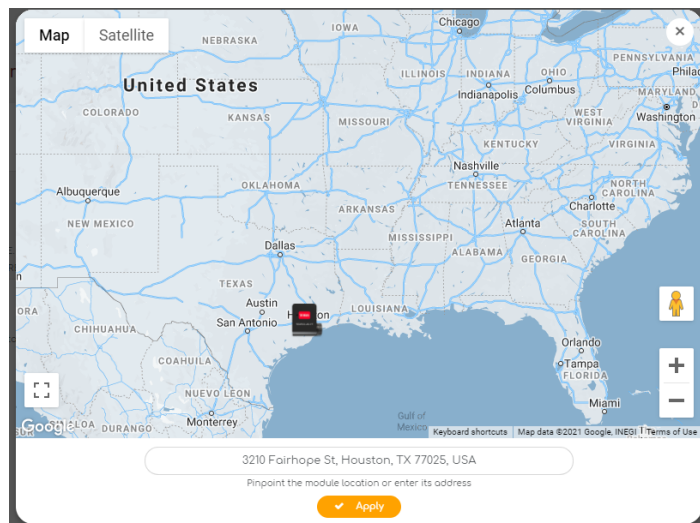 Map
Satellite
IOWA
Chicago
NEBRASKA
PENNSYLVANIA
ILLINOIS
INDIANA
OHIO
Columbus
Indianapolis
MARYLAND
United States
Washington
COLORADO
KANSAS
MISSOURI
WEST
VIRGINIA
KENTUCKY
VIRGINIA
Nashville
Albuquerque
OKLAHOMA
TENNESSEE
NORTH
CAROLINA
Charlotte
ARKANSAS
NEW MEXICO
SOUTH
CAROLINA
Atlanta
MISSISSIPPI
Dallas
ALABAMA
GEORGIA
TEXAS
Austin
LOUISIANA
San Antonio
CHIHUAHUA
Orlando
COAHUILA
Tampa
FLORIDA
NUEVO LEON
Miami
Monterrey
Gulf of
Mexico
Google
DURANGO
Keyboard shortcuts
Map data ©2021 Google, INEGI
Terms of Use
3210 Fairhope St, Houston, TX 77025, USA
Pinpoint the module location or enter its address
Apply